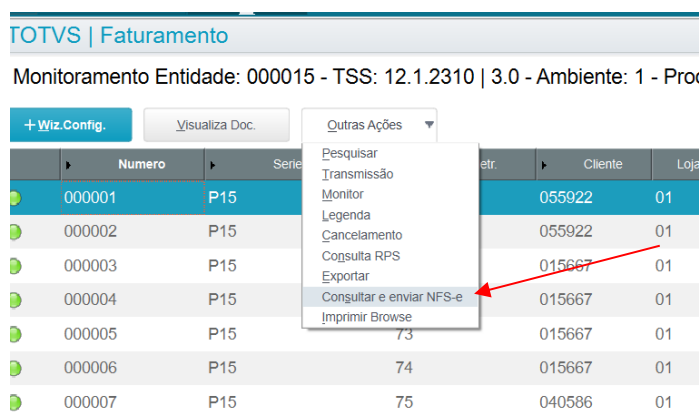 TOTVS | Faturamento
Monitoramento Entidade: 000015 - TSS: 12.1.2310 | 3.0 - Ambiente: 1 - Prod
+ Wiz.Config. Visualiza Doc. Outras Ações
Numero Serie etr. Cliente Loja
Pesquisar
Transmissão
Monitor
Legenda
Cancelamento
Consulta RPS
Exportar
Consultar e enviar NFS-e
Imprimir Browse
000001 P15 055922 01
000002 P15 055922 01
000003 P15 015667 01
000004 P15 015667 01
000005 P15 73 015667 01
000006 P15 74 015667 01
000007 P15 75 040586 01